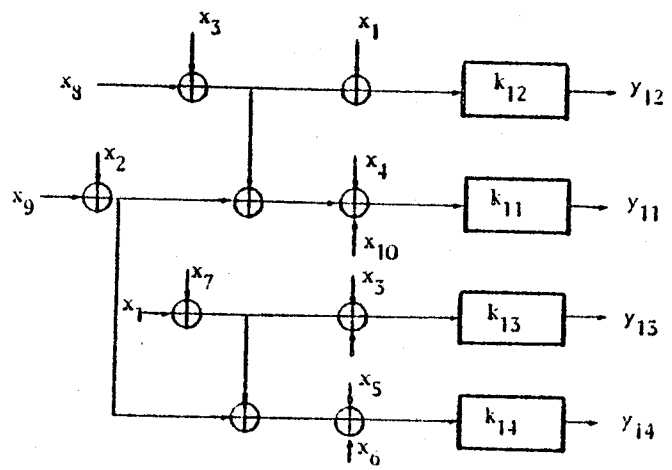 x3 x1
x8 k12 y12
x2 x4
x9 k11 y11
x10
x7 x3
x1 k13 y13
x5
k14 y14
x6